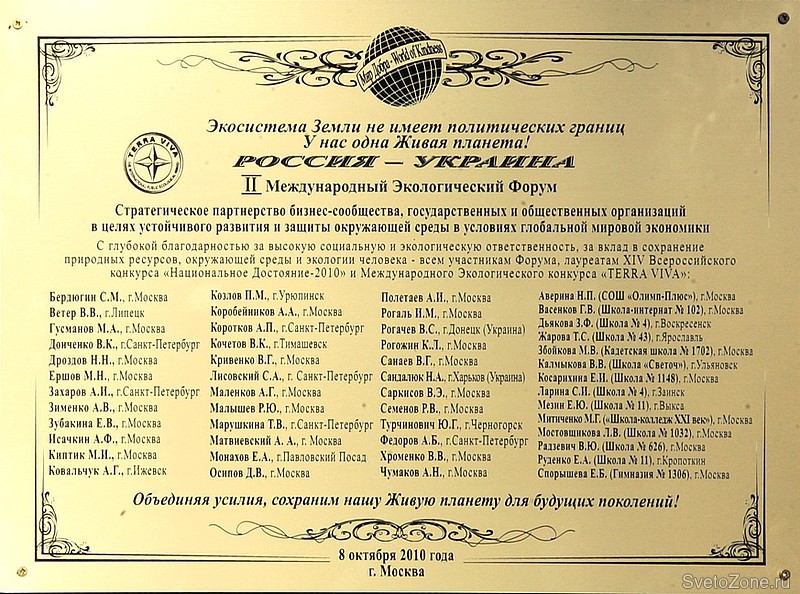 Мир Добра - World of Kindness
Экосистема Земли не имеет политических границ
У нас одна Живая планета!
TERRA VIVA
РОССИЯ – УКРАИНА
II Международный Экологический Форум
Стратегическое партнерство бизнес-сообщества, государственных и общественных организаций
в целях устойчивого развития и защиты окружающей среды в условиях глобальной мировой экономики
С глубокой благодарностью за высокую социальную и экологическую ответственность, за вклад в сохранение
природных ресурсов, окружающей среды и экологии человека - всем участникам Форума, лауреатам XIV Всероссийского
конкурса «Национальное Достояние-2010» и Международного Экологического конкурса «TERRA VIVA»:
Бердюгин С.М., г.Москва
Ветер В.В., г.Липецк
Гусманов М.А., г.Москва
Донченко В.К., г.Санкт-Петербург
Дроздов Н.Н., г.Москва
Ершов М.Н., г.Москва
Захаров А.И., г.Санкт-Петербург
Зименко А.В., г.Москва
Зубакина Е.В., г.Москва
Исачкин А.Ф., г.Москва
Киптик М.И., г.Москва
Ковальчук А.Г., г.Ижевск
Козлов П.М., г.Урюпинск
Коробейников А.А., г.Москва
Коротков А.П., г.Санкт-Петербург
Кочетов В.К., г.Тимашевск
Кривенко В.Г., г.Москва
Лисовский С.А., г. Санкт-Петербург
Маленков А.Г., г.Москва
Малышев Р.Ю., г.Москва
Марушкина Т.В., г.Санкт-Петербург
Матвиевский А. А., г.Москва
Монахов Е.А., г.Павловский Посад
Осипов Д.В., г.Москва
Полетаев А.И., г.Москва
Рогаль И.М., г.Москва
Рогачев В.С., г.Донецк (Украина)
Рогожин К.Л., г.Москва
Санаев В.Г., г.Москва
Сандалюк Н.А., г.Харьков (Украина)
Саркисов В.Э., г.Москва
Семенов Р.В., г.Москва
Турчинович Ю.Г., г.Черногорск
Федоров А.Б., г.Санкт-Петербург
Хроменко В.В., г.Москва
Чумаков А.Н., г.Москва
Аверина Н.П. (СОШ «Олимп-Плюс»), г.Москва
Васенков Г.В. (Школа-интернат № 102), г.Москва
Дьякова З.Ф. (Школа № 4), г.Воскресенск
Жарова Т.С. (Школа № 43), г.Ярославль
Збойкова М.В. (Кадетская школа № 1702), г.Москва
Калмыкова В.В. (Школа «Светоч»), г.Ульяновск
Косарихина Е.Н. (Школа № 1148), г.Москва
Ларина С.И. (Школа № 4), г.Заинск
Мезин Е.Ю. (Школа № 11), г.Выкса
Митиченко М.Г. («Школа-колледж XXI век»), г.Москва
Мостовщикова Л.В. (Школа № 1032), г.Москва
Радзевич В.Ю. (Школа № 626), г.Москва
Руденко Е.А. (Школа № 11), г.Кропоткин
Спорышева Е.Б. (Гимназия № 1306), г.Москва
Объединяя усилия, сохраним нашу Живую планету для будущих поколений!
8 октября 2010 года
г. Москва
SvetoZone.ru